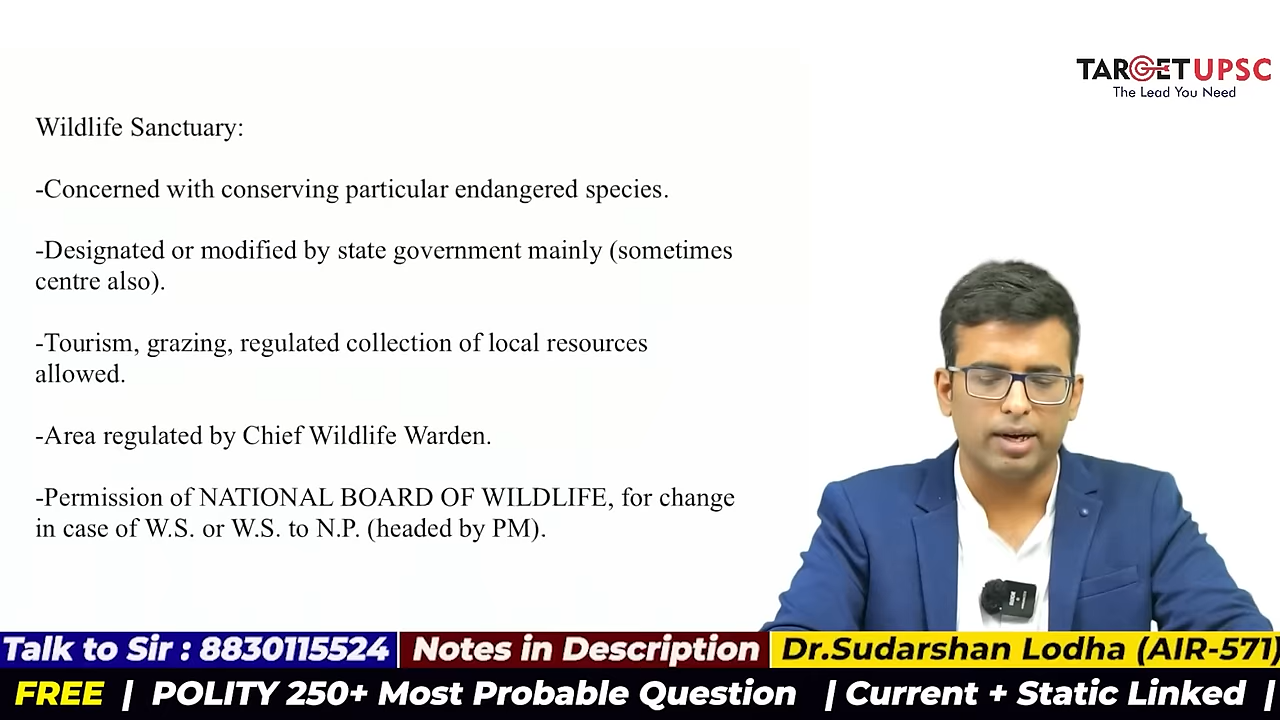 TARGETUPSC
The Lead You Need
Wildlife Sanctuary:
-Concerned with conserving particular endangered species.
-Designated or modified by state government mainly (sometimes
centre also).
-Tourism, grazing, regulated collection of local resources
allowed.
-Area regulated by Chief Wildlife Warden.
-Permission of NATIONAL BOARD OF WILDLIFE, for change
in case of W.S. or W.S. to N.P. (headed by PM).
Talk to Sir : 8830115524 Notes in Description Dr.Sudarshan Lodha (AIR-571)
FREE | POLITY 250+ Most Probable Question | Current + Static Linked |